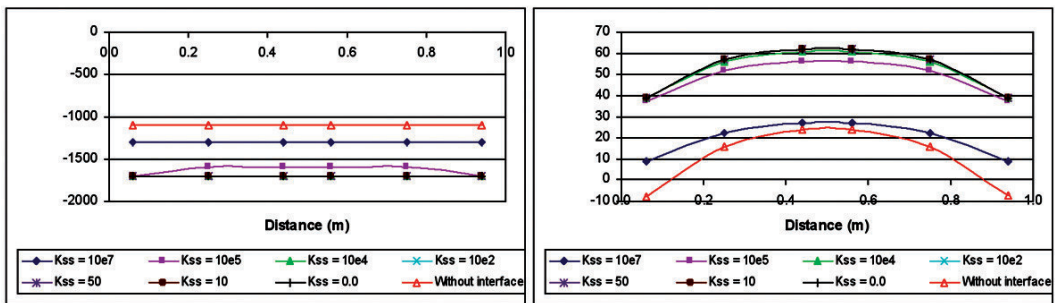 0
0.0 0.2 0.4 0.6 0.8 1.0
-500
-1000
-1500
-2000
Distance (m)
Kss = 10e7 Kss = 10e5 Kss = 10e4 Kss = 10e2
Kss = 50 Kss = 10 Kss = 0.0 Without interface
70
60
50
40
30
20
10
0
-10
0.0 0.2 0.4 0.6 0.8 1.0
Distance (m)
Kss = 10e7 Kss = 10e5 Kss = 10e4 Kss = 10e2
Kss = 50 Kss = 10 Kss = 0.0 Without interface